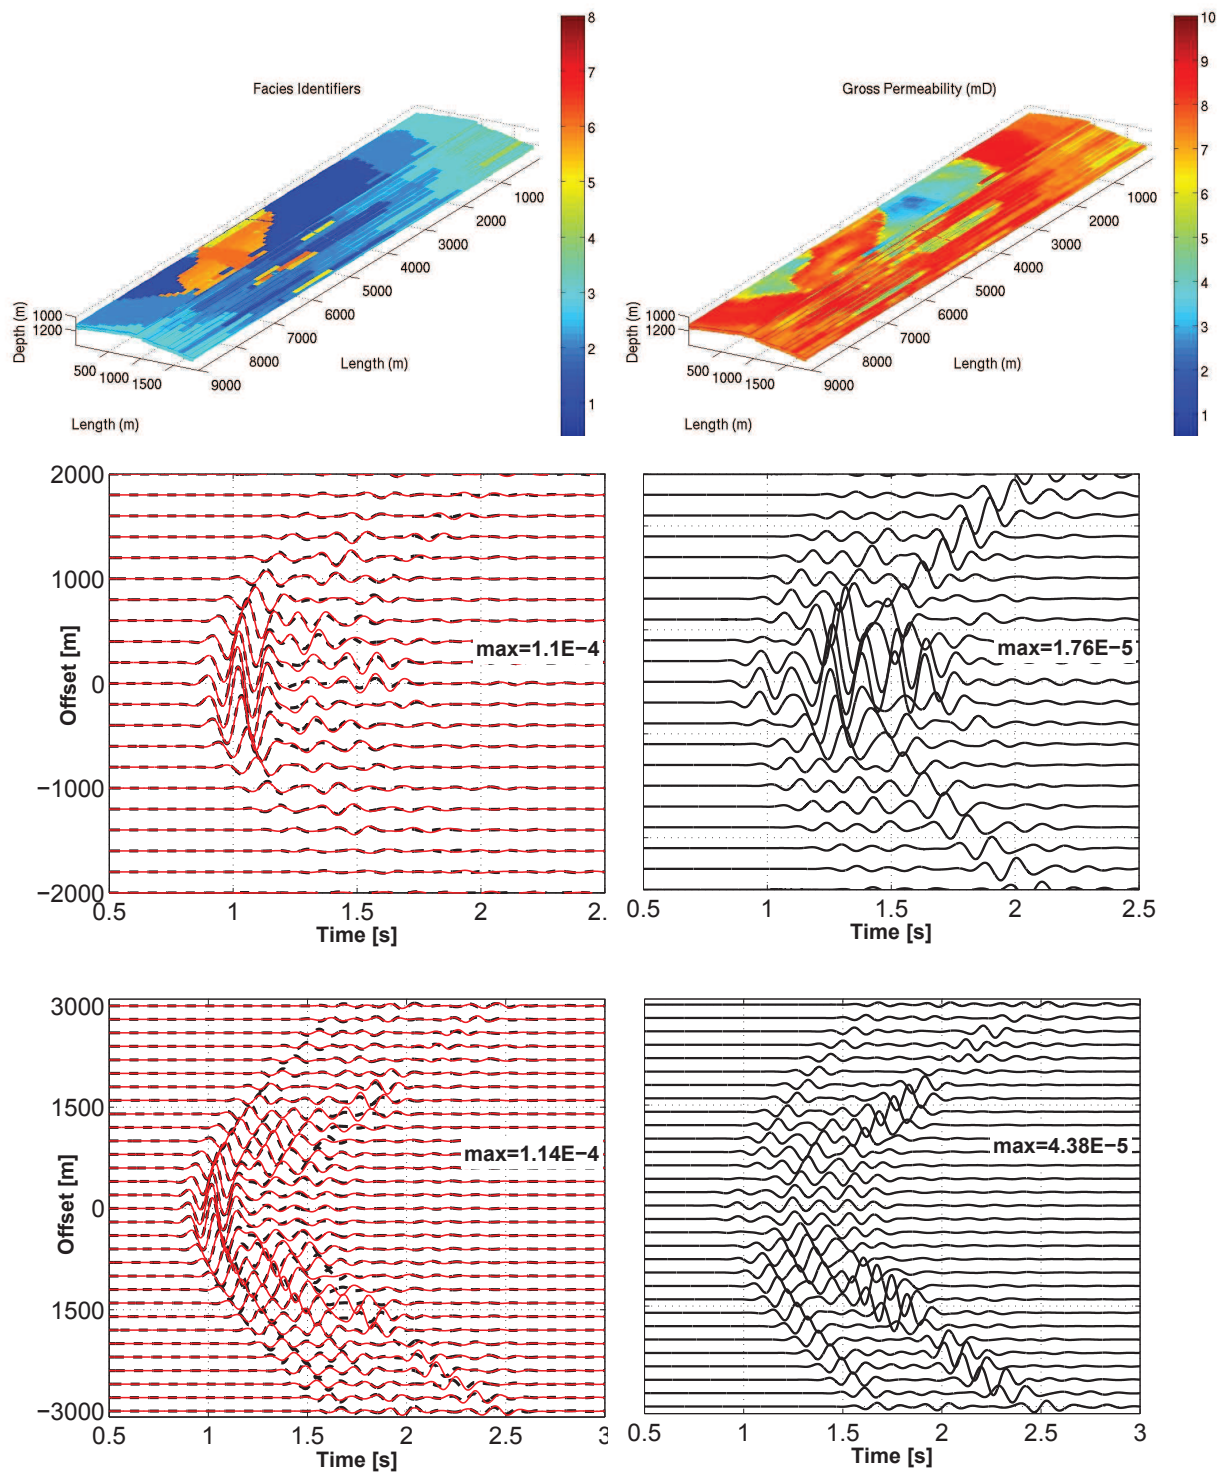 Facies Identifiers
8
7
6
5
4
3
2
1
1000
2000
3000
4000
5000
6000
7000
8000
9000
1000
1200
500
1000
1500
Depth (m)
Length (m)
Length (m)
Gross Permeability (mD)
10
9
8
7
6
5
4
3
2
1
1000
2000
3000
4000
5000
6000
7000
8000
9000
1000
1200
500
1000
1500
Depth (m)
Length (m)
Length (m)
2000
1000
0
−1000
−2000
Offset [m]
max=1.1E−4
0.5 1 1.5 2 2.
Time [s]
max=1.76E−5
0.5 1 1.5 2 2.5
Time [s]
3000
1500
0
1500
−3000
Offset [m]
max=1.14E−4
0.5 1 1.5 2 2.5 3
Time [s]
max=4.38E−5
0.5 1 1.5 2 2.5 3
Time [s]